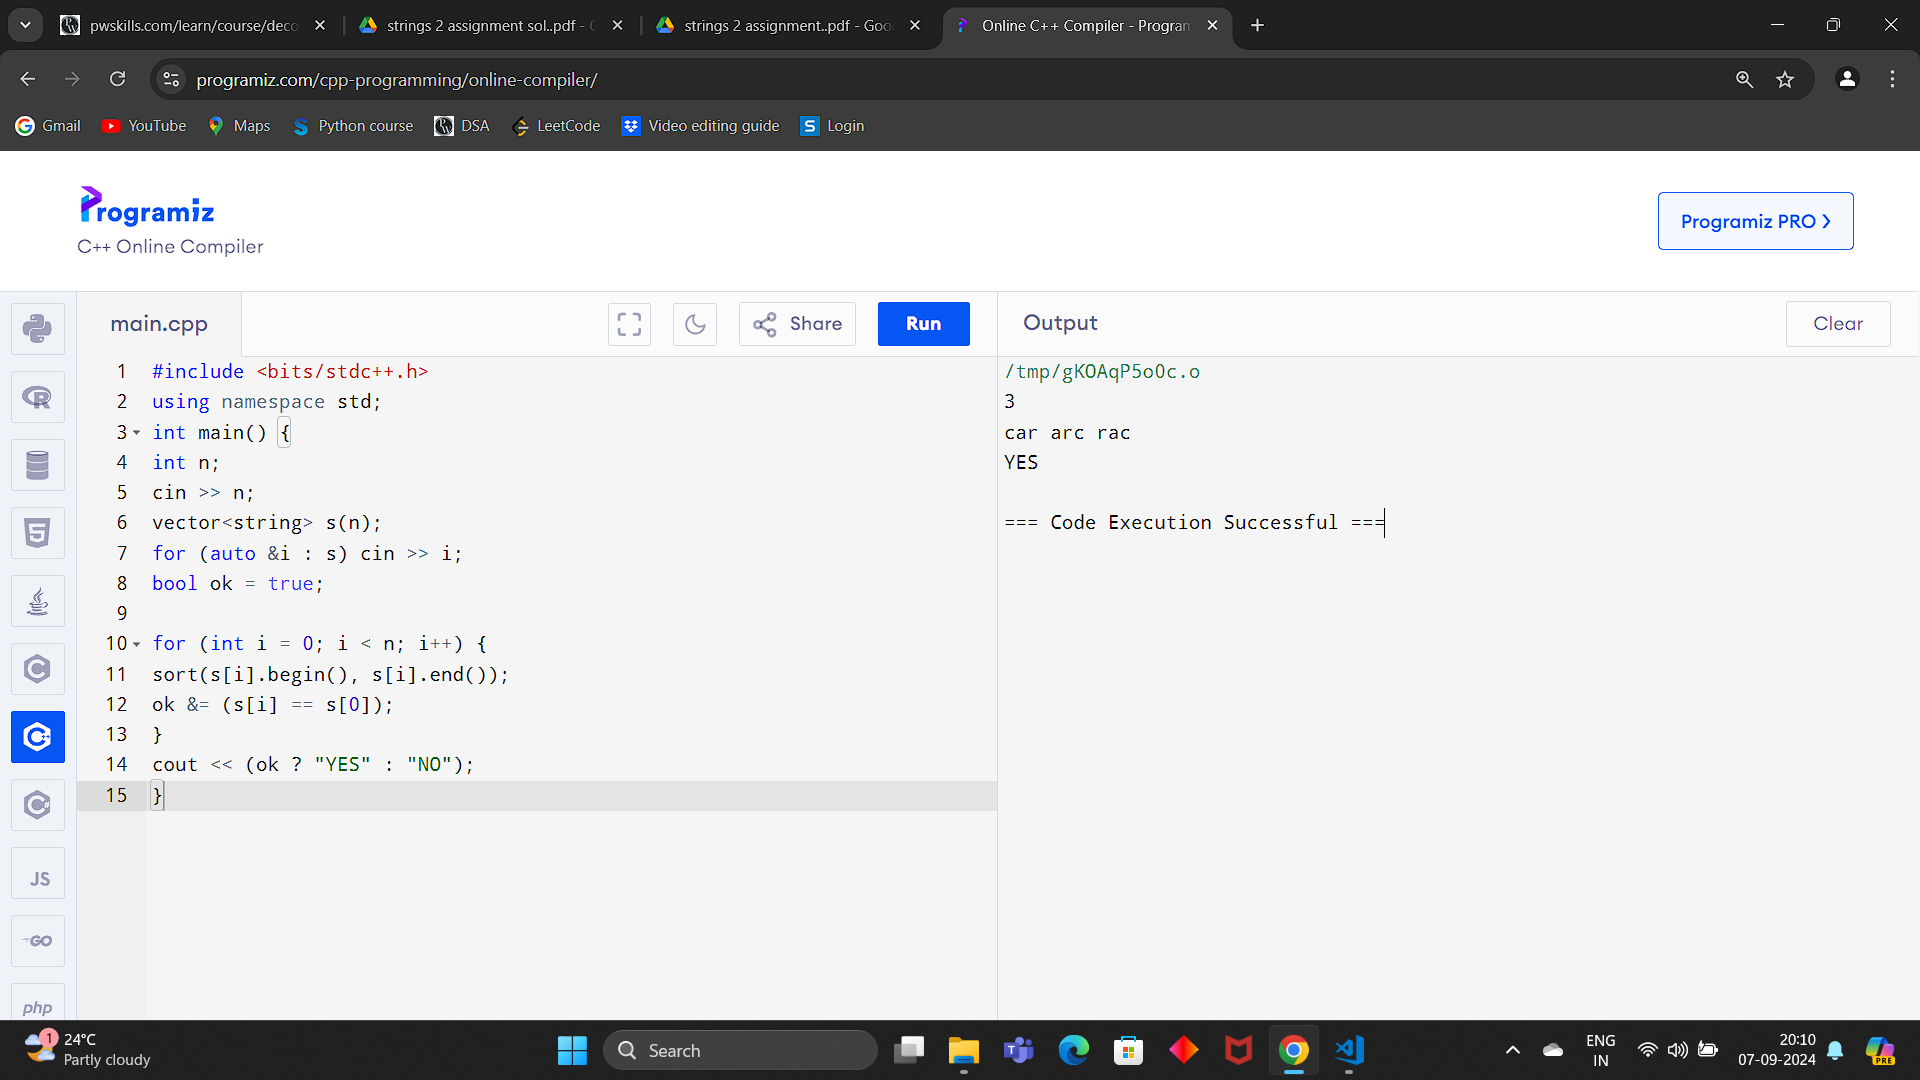 pwskills.com/learn/course/deco
strings 2 assignment sol..pdf -
strings 2 assignment..pdf - Goo
Online C++ Compiler - Program
programiz.com/cpp-programming/online-compiler/
Gmail
YouTube
Maps
Python course
DSA
LeetCode
Video editing guide
S
Login
Programiz
C++ Online Compiler
Programiz PRO
main.cpp
Share
Run
Output
Clear
1 #include <bits/stdc++.h>
2 using namespace std;
3 int main() {
4 int n;
5 cin >> n;
6 vector<string> s(n);
7 for (auto &i : s) cin >> i;
8 bool ok = true;
9
10 for (int i = 0; i < n; i++) {
11 sort(s[i].begin(), s[i].end());
12 ok &= (s[i] == s[0]);
13 }
14 cout << (ok ? "YES" : "NO");
15 }
/tmp/gKOAqP5oOc.o
3
car arc rac
YES
=== Code Execution Successful ===
R
5
C
C++
C#
JS
GO
php
1
24°C
Partly cloudy
Search
ENG
IN
20:10
07-09-2024
PRE